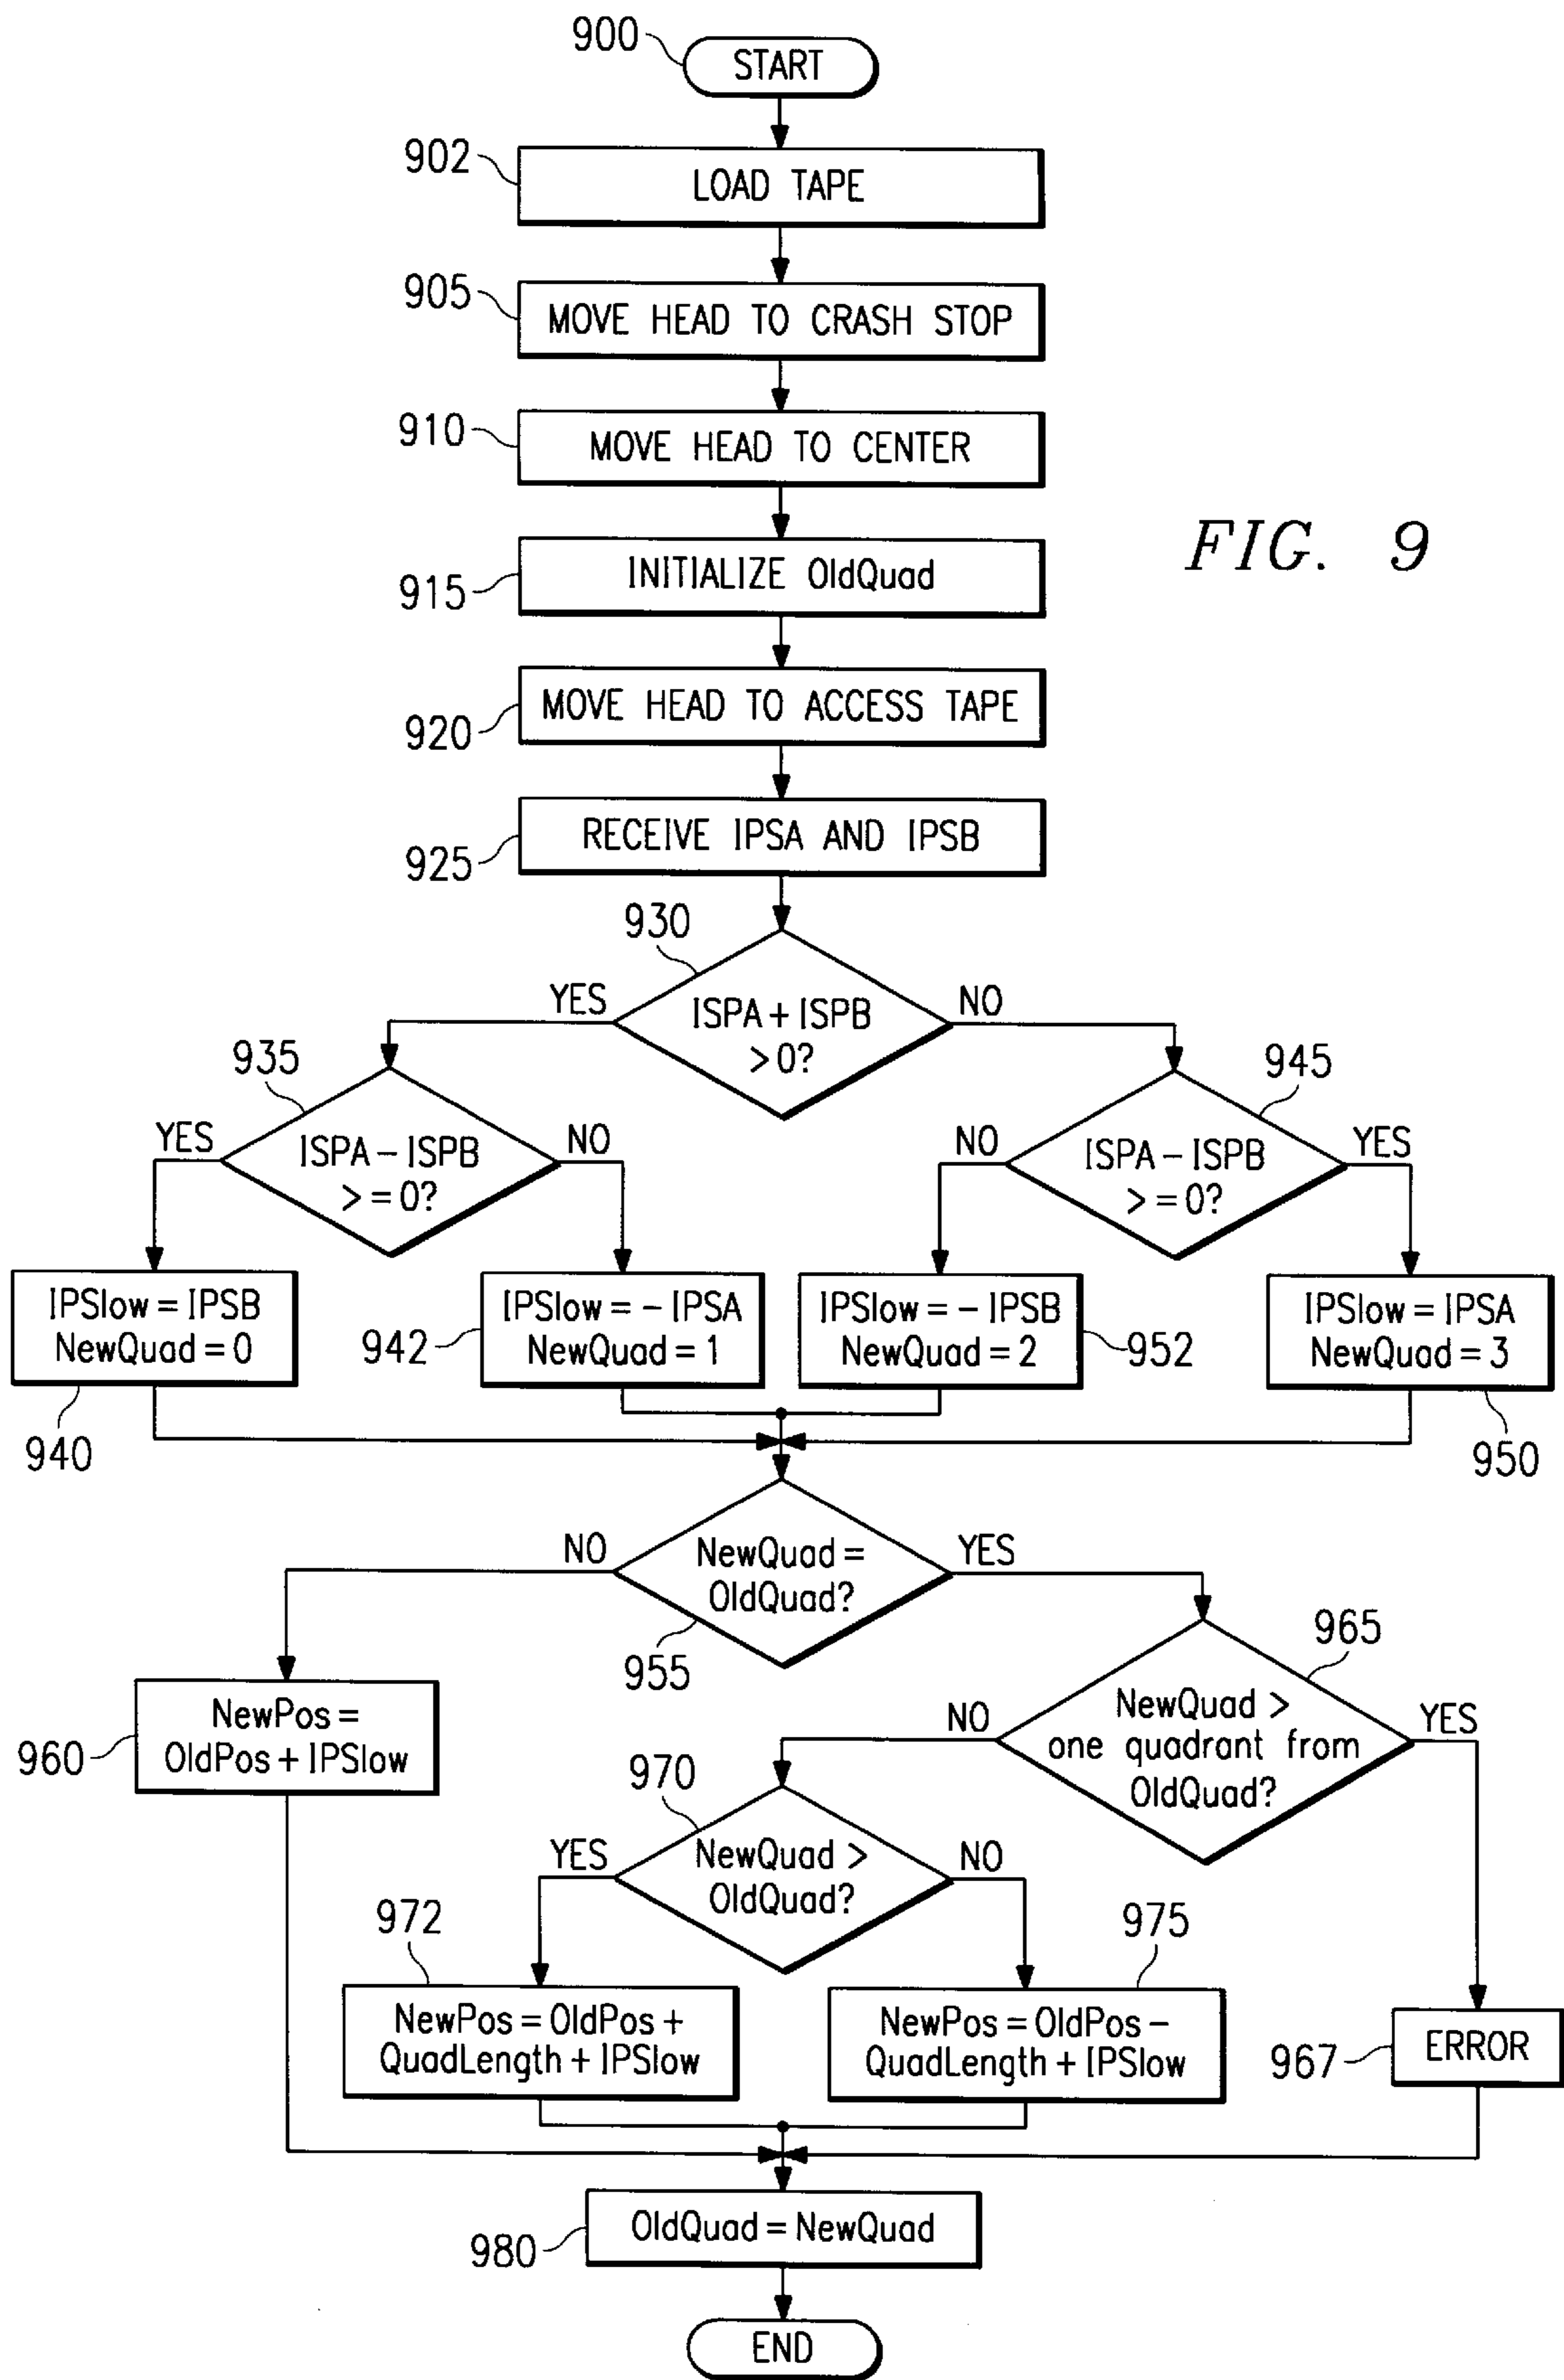 900
START
902
LOAD TAPE
905
MOVE HEAD TO CRASH STOP
910
MOVE HEAD TO CENTER
FIG. 9
915
INITIALIZE OldQuad
920
MOVE HEAD TO ACCESS TAPE
925
RECEIVE IPSA AND IPSB
930
YES
ISPA + ISPB
> 0?
NO
935
YES
ISPA – ISPB
> = 0?
NO
945
NO
ISPA – ISPB
> = 0?
YES
IPSlow = IPSB
NewQuad = 0
940
IPSlow = – IPSA
NewQuad = 1
942
IPSlow = – IPSB
NewQuad = 2
952
IPSlow = IPSA
NewQuad = 3
950
NO
NewQuad =
OldQuad?
YES
955
960
NewPos =
OldPos + IPSlow
965
NO
NewQuad >
one quadrant from
OldQuad?
YES
970
YES
NewQuad >
OldQuad?
NO
972
NewPos = OldPos +
QuadLength + IPSlow
975
NewPos = OldPos –
QuadLength + IPSlow
967
ERROR
980
OldQuad = NewQuad
END